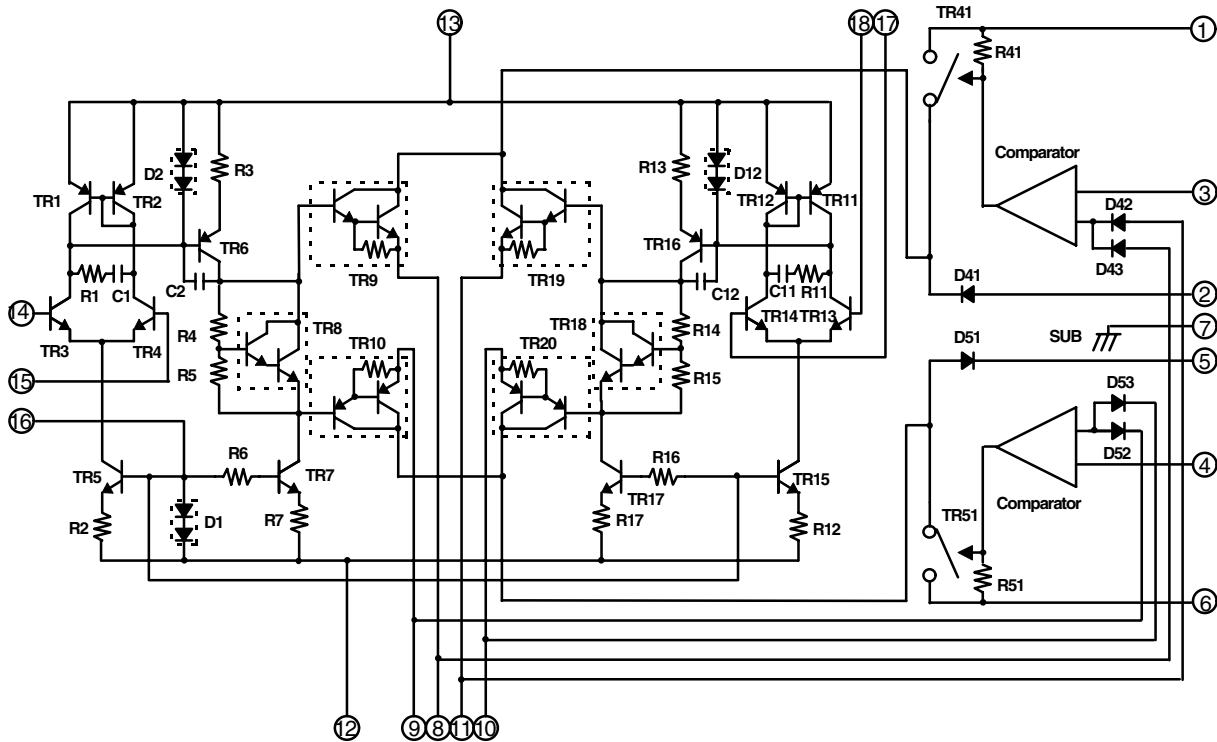 13
18 17
TR41
1
R41
Comparator
3
D42
D43
D41
2
SUB
7
D51
5
D53
D52
4
Comparator
TR51
R51
6
D2
R3
TR1
TR2
TR6
R1
C1
C2
14
TR3
TR4
R4
R5
TR8
TR9
TR10
15
16
R6
TR5
TR7
R2
D1
R7
R13
D12
TR12
TR11
TR16
TR19
C12
C11
R11
TR18
R14
TR14
TR13
TR20
R15
R16
TR17
TR15
R17
R12
12
9 8 11 10